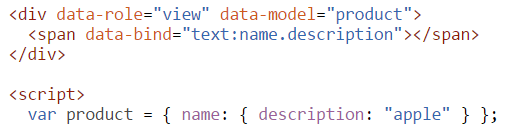 <div data-role="view" data-model="product">
  <span data-bind="text:name.description"></span>
</div>

<script>
  var product = { name: { description: "apple" } };